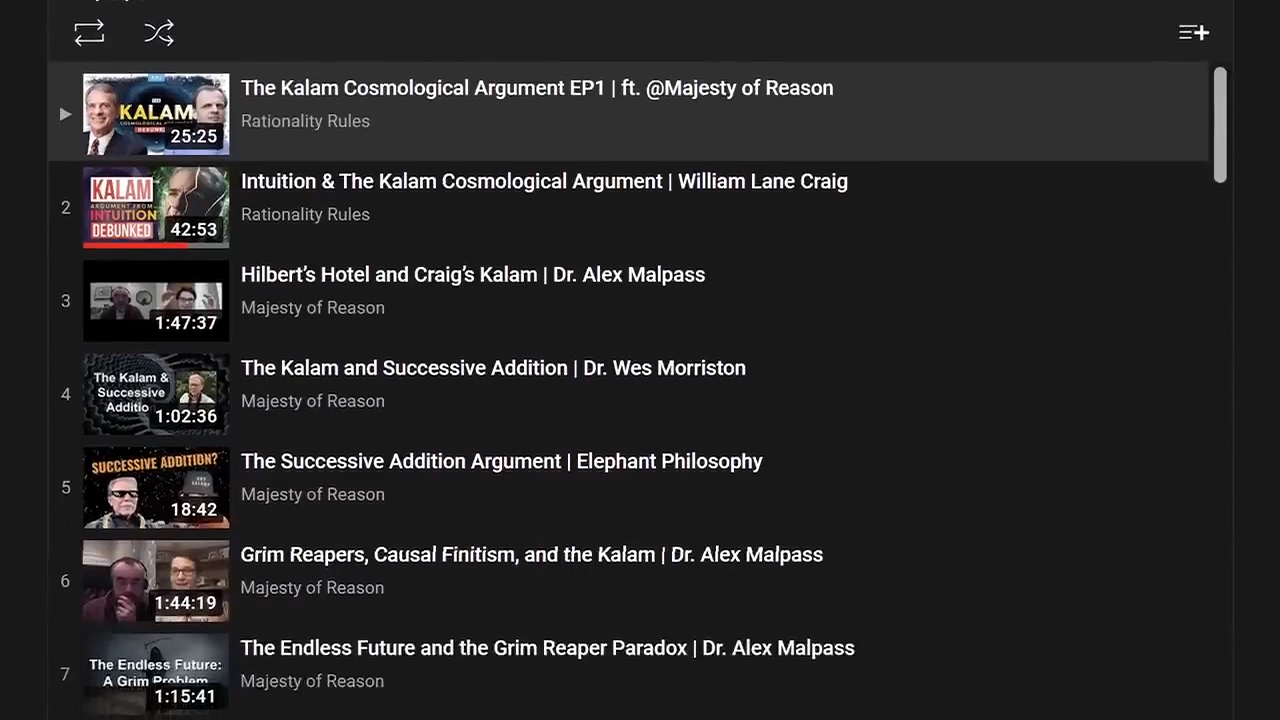 The Kalam Cosmological Argument EP1 | ft. @Majesty of Reason
Rationality Rules
KALAM
25:25
2
Intuition & The Kalam Cosmological Argument | William Lane Craig
Rationality Rules
KALAM
ARGUMENT FROM
INTUITION
DEBUNKED
42:53
3
Hilbert’s Hotel and Craig’s Kalam | Dr. Alex Malpass
Majesty of Reason
1:47:37
4
The Kalam and Successive Addition | Dr. Wes Morriston
Majesty of Reason
The Kalam &
Successive
Additio
1:02:36
5
The Successive Addition Argument | Elephant Philosophy
Majesty of Reason
SUCCESSIVE ADDITION?
18:42
6
Grim Reapers, Causal Finitism, and the Kalam | Dr. Alex Malpass
Majesty of Reason
1:44:19
7
The Endless Future and the Grim Reaper Paradox | Dr. Alex Malpass
Majesty of Reason
The Endless Future:
A Grim Problem
1:15:41